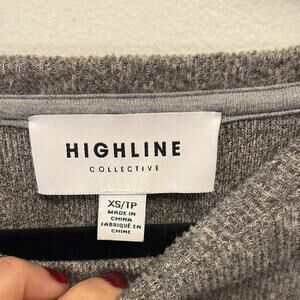 HIGHLINE
COLLECTIVE
XS/TP
MADE IN
CHINA
FABRIQUÉ EN
CHINE